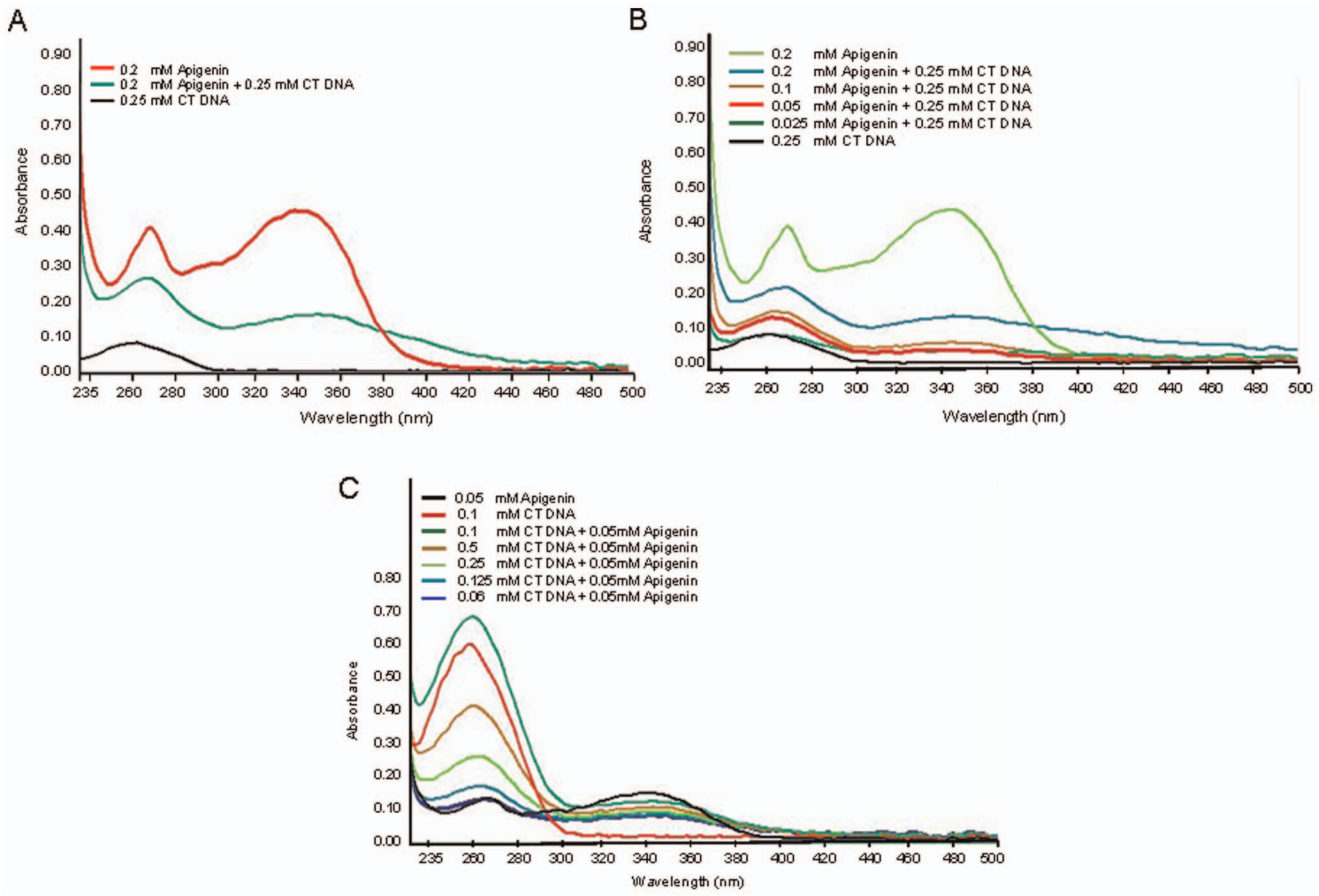 A
0.90
0.80
0.70
0.60
0.50
0.40
0.30
0.20
0.10
0.00
Absorbance
0.2 mM Apigenin
0.2 mM Apigenin + 0.25 mM CT DNA
0.25 mM CT DNA
235 260 280 300 320 340 360 380 400 420 440 460 480 500
Wavelength (nm)
B
0.90
0.80
0.70
0.60
0.50
0.40
0.30
0.20
0.10
0.00
Absorbance
0.2 mM Apigenin
0.2 mM Apigenin + 0.25 mM CT DNA
0.1 mM Apigenin + 0.25 mM CT DNA
0.05 mM Apigenin + 0.25 mM CT DNA
0.025 mM Apigenin + 0.25 mM CT DNA
0.25 mM CT DNA
235 260 280 300 320 340 360 380 400 420 440 460 480 500
Wavelength (nm)
C
0.80
0.70
0.60
0.50
0.40
0.30
0.20
0.10
0.00
Absorbance
0.05 mM Apigenin
0.1 mM CT DNA
0.1 mM CT DNA + 0.05mM Apigenin
0.5 mM CT DNA + 0.05mM Apigenin
0.25 mM CT DNA + 0.05mM Apigenin
0.125 mM CT DNA + 0.05mM Apigenin
0.06 mM CT DNA + 0.05mM Apigenin
235 260 280 300 320 340 360 380 400 420 440 460 480 500
Wavelength (nm)